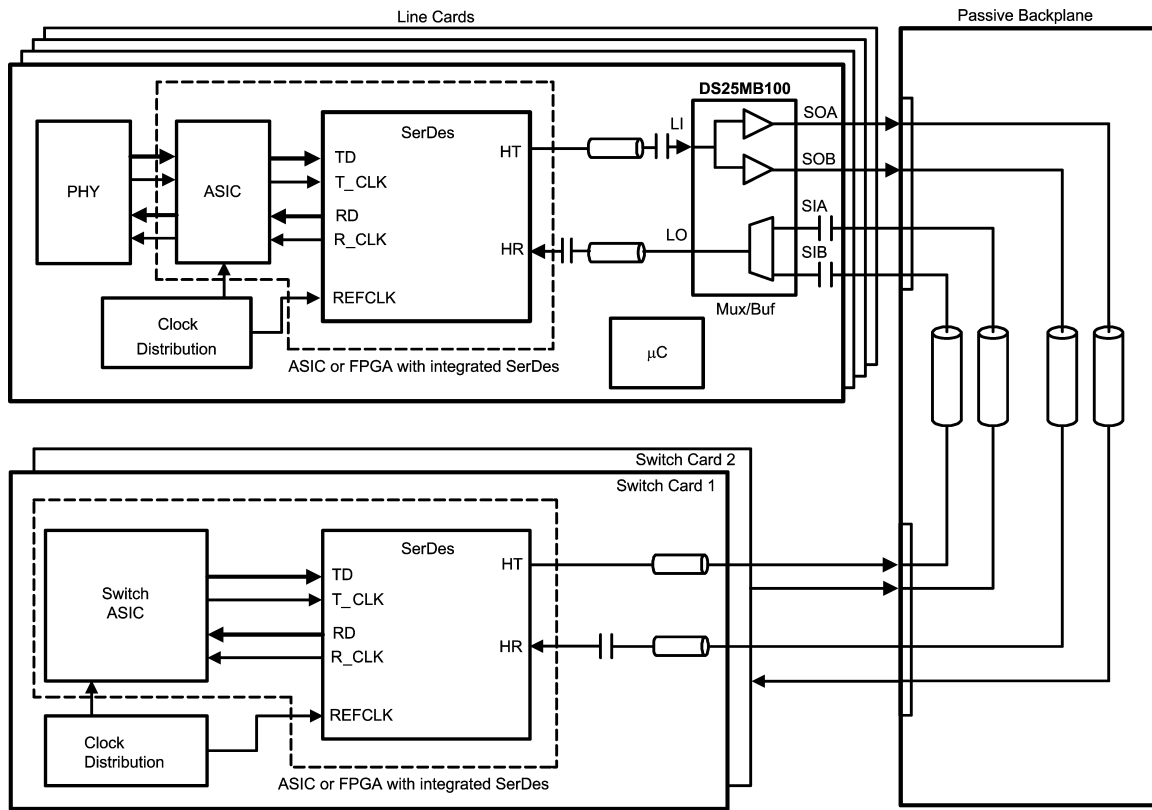 Line Cards
Passive Backplane
DS25MB100
SerDes
PHY
ASIC
TD
T_CLK
RD
R_CLK
REFCLK
HT
HR
LI
LO
SOA
SOB
SIA
SIB
Mux/Buf
Clock
Distribution
ASIC or FPGA with integrated SerDes
μC
Switch Card 2
Switch Card 1
SerDes
Switch
ASIC
TD
T_CLK
RD
R_CLK
REFCLK
HT
HR
Clock
Distribution
ASIC or FPGA with integrated SerDes